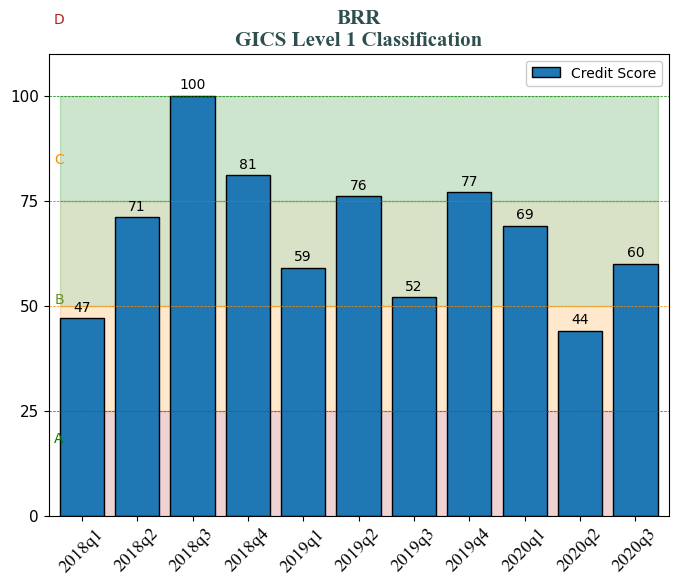 D
BRR
GICS Level 1 Classification
Credit Score
100
75
50
25
0
C
B
A
47
71
100
81
59
76
52
77
69
44
60
2018q1
2018q2
2018q3
2018q4
2019q1
2019q2
2019q3
2019q4
2020q1
2020q2
2020q3